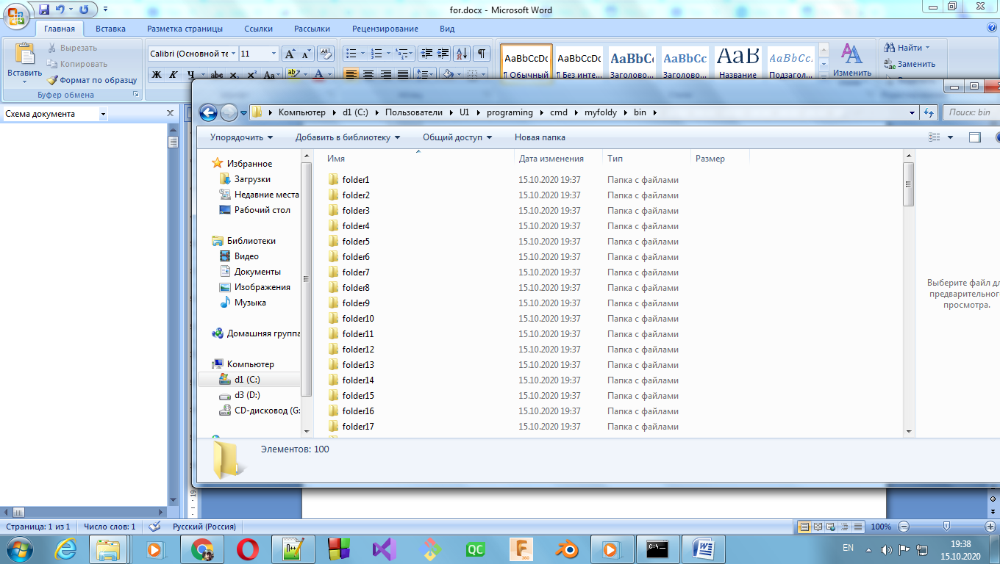 for.docx - Microsoft Word
Главная Вставка Разметка страницы Ссылки Рассылки Рецензирование Вид
Вставить
Вырезать
Копировать
Формат по образцу
Буфер обмена
Calibri (Основной те 11
Ж К Ч abc x₂ x² Aa
AaBbCcDc AaBbCcDc AaBbC AaBbCc AaB AaBbCc.
¶ Обычный ¶ Без инте... Заголово... Заголово... Название Подзагол...
Изменить
Найти
Заменить
Схема документа
Компьютер d1 (C:) Пользователи U1 programing cmd myfoldy bin
Поиск: bin
Упорядочить Добавить в библиотеку Общий доступ Новая папка
Избранное
Загрузки
Недавние места
Рабочий стол
Библиотеки
Видео
Документы
Изображения
Музыка
Домашняя группа
Компьютер
d1 (C:)
d3 (D:)
CD-дисковод (G:
Имя Дата изменения Тип Размер
folder1 15.10.2020 19:37 Папка с файлами
folder2 15.10.2020 19:37 Папка с файлами
folder3 15.10.2020 19:37 Папка с файлами
folder4 15.10.2020 19:37 Папка с файлами
folder5 15.10.2020 19:37 Папка с файлами
folder6 15.10.2020 19:37 Папка с файлами
folder7 15.10.2020 19:37 Папка с файлами
folder8 15.10.2020 19:37 Папка с файлами
folder9 15.10.2020 19:37 Папка с файлами
folder10 15.10.2020 19:37 Папка с файлами
folder11 15.10.2020 19:37 Папка с файлами
folder12 15.10.2020 19:37 Папка с файлами
folder13 15.10.2020 19:37 Папка с файлами
folder14 15.10.2020 19:37 Папка с файлами
folder15 15.10.2020 19:37 Папка с файлами
folder16 15.10.2020 19:37 Папка с файлами
folder17 15.10.2020 19:37 Папка с файлами
Выберите файл дл
предварительног
просмотра.
Элементов: 100
Страница: 1 из 1 Число слов: 1 Русский (Россия) 100%
QC
EN
19:38
15.10.2020